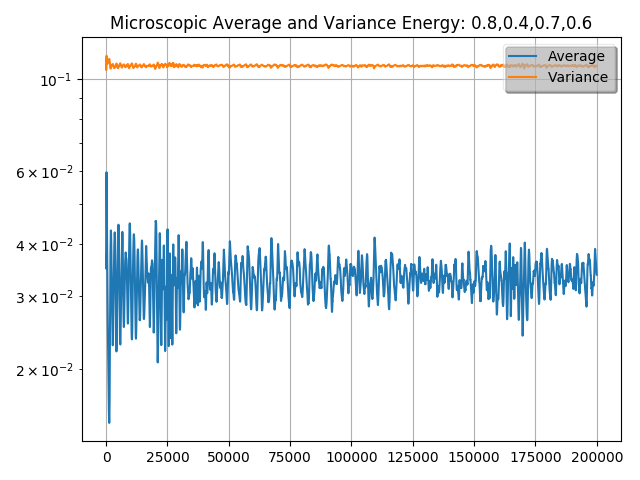 Microscopic Average and Variance Energy: 0.8,0.4,0.7,0.6
Average
Variance
10⁻¹
6 × 10⁻²
4 × 10⁻²
3 × 10⁻²
2 × 10⁻²
0 25000 50000 75000 100000 125000 150000 175000 200000